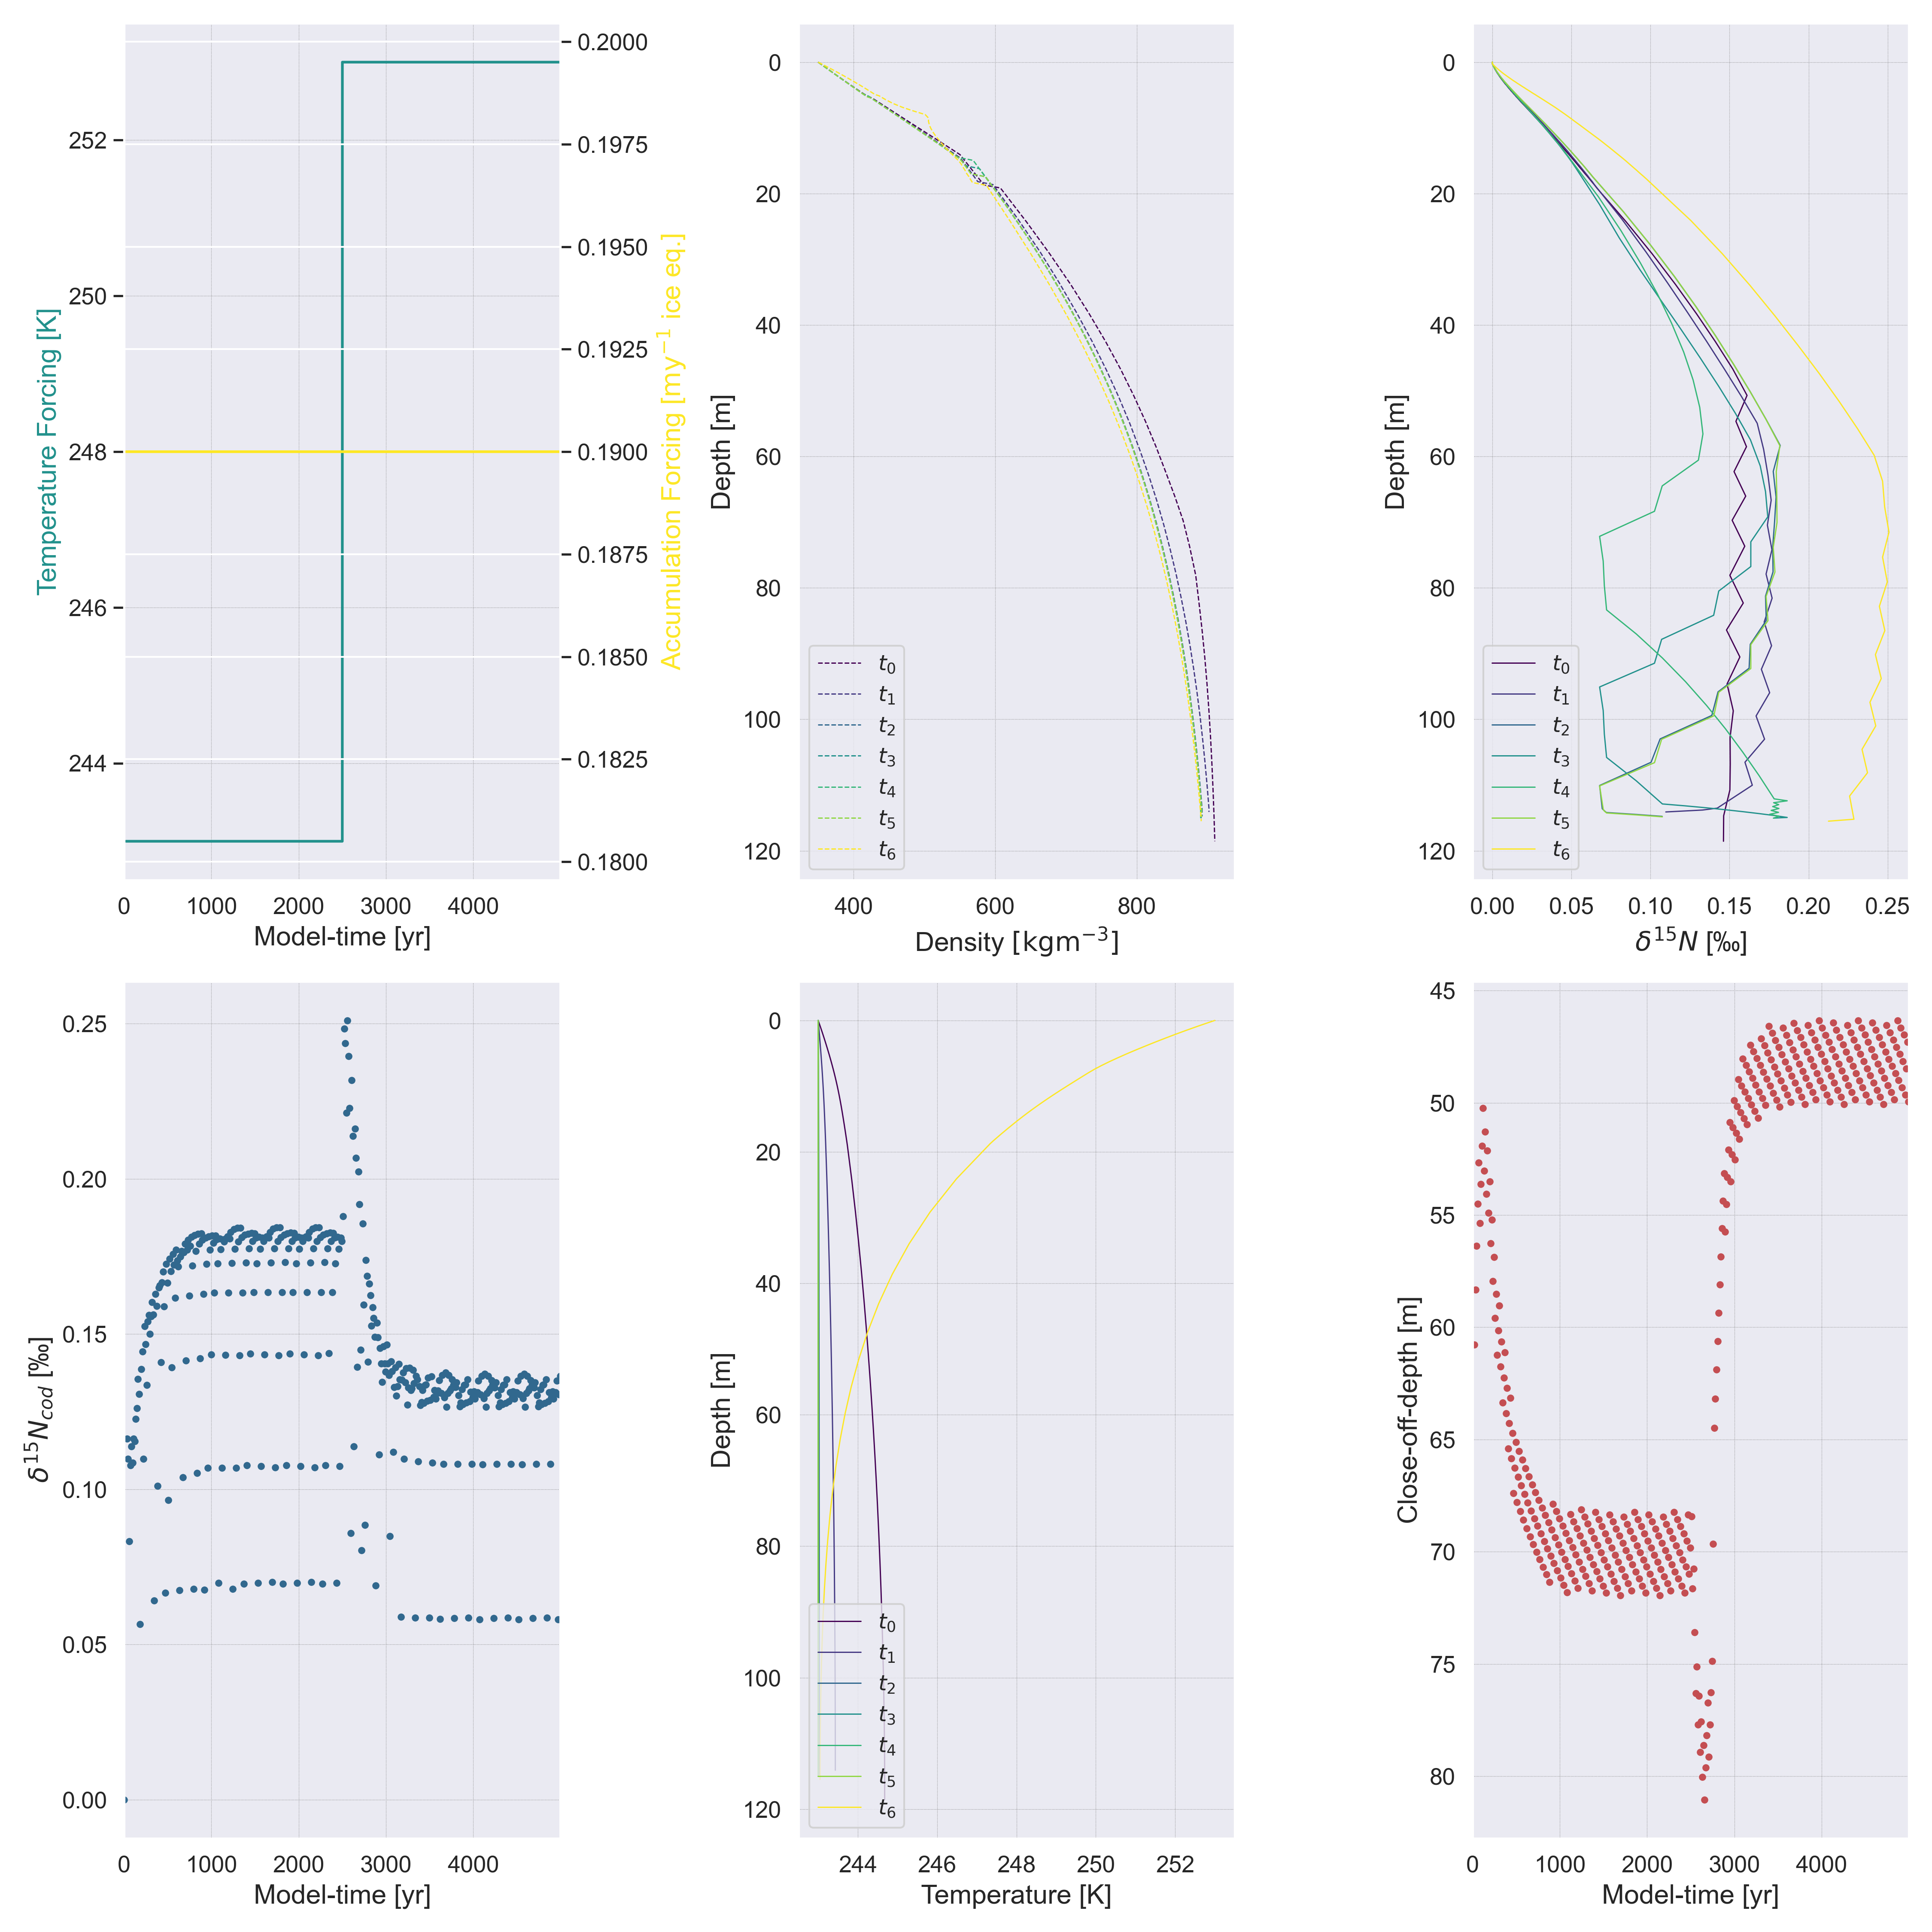 252
250
248
246
244
Temperature Forcing [K]
0 1000 2000 3000 4000
Model-time [yr]
0.2000
0.1975
0.1950
0.1925
0.1900
0.1875
0.1850
0.1825
0.1800
Accumulation Forcing [my⁻¹ ice eq.]
0
20
40
60
80
100
120
Depth [m]
t₀
t₁
t₂
t₃
t₄
t₅
t₆
400 600 800
Density [kgm⁻³]
0
20
40
60
80
100
120
Depth [m]
t₀
t₁
t₂
t₃
t₄
t₅
t₆
0.00 0.05 0.10 0.15 0.20 0.25
δ¹⁵N [‰]
0.25
0.20
0.15
0.10
0.05
0.00
δ¹⁵N_cod [‰]
0 1000 2000 3000 4000
Model-time [yr]
0
20
40
60
80
100
120
Depth [m]
t₀
t₁
t₂
t₃
t₄
t₅
t₆
244 246 248 250 252
Temperature [K]
45
50
55
60
65
70
75
80
Close-off-depth [m]
0 1000 2000 3000 4000
Model-time [yr]